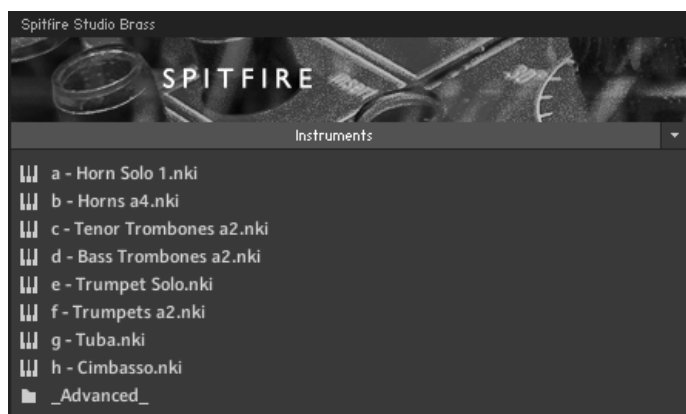 Spitfire Studio Brass
SPITFIRE
Instruments
a - Horn Solo 1.nki
b - Horns a4.nki
c - Tenor Trombones a2.nki
d - Bass Trombones a2.nki
e - Trumpet Solo.nki
f - Trumpets a2.nki
g - Tuba.nki
h - Cimbasso.nki
_Advanced_